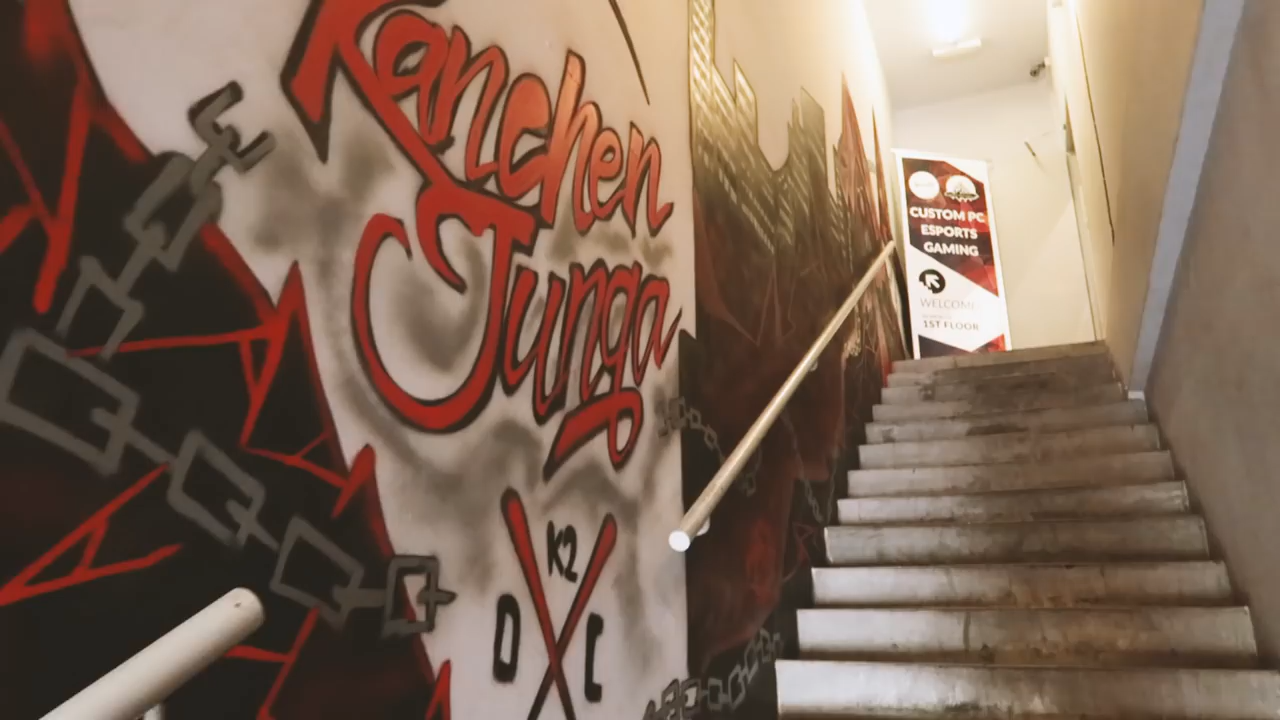 Kanchen
Junga
K2
D C
CUSTOM PC
ESPORTS
GAMING
WELCOME
1ST FLOOR